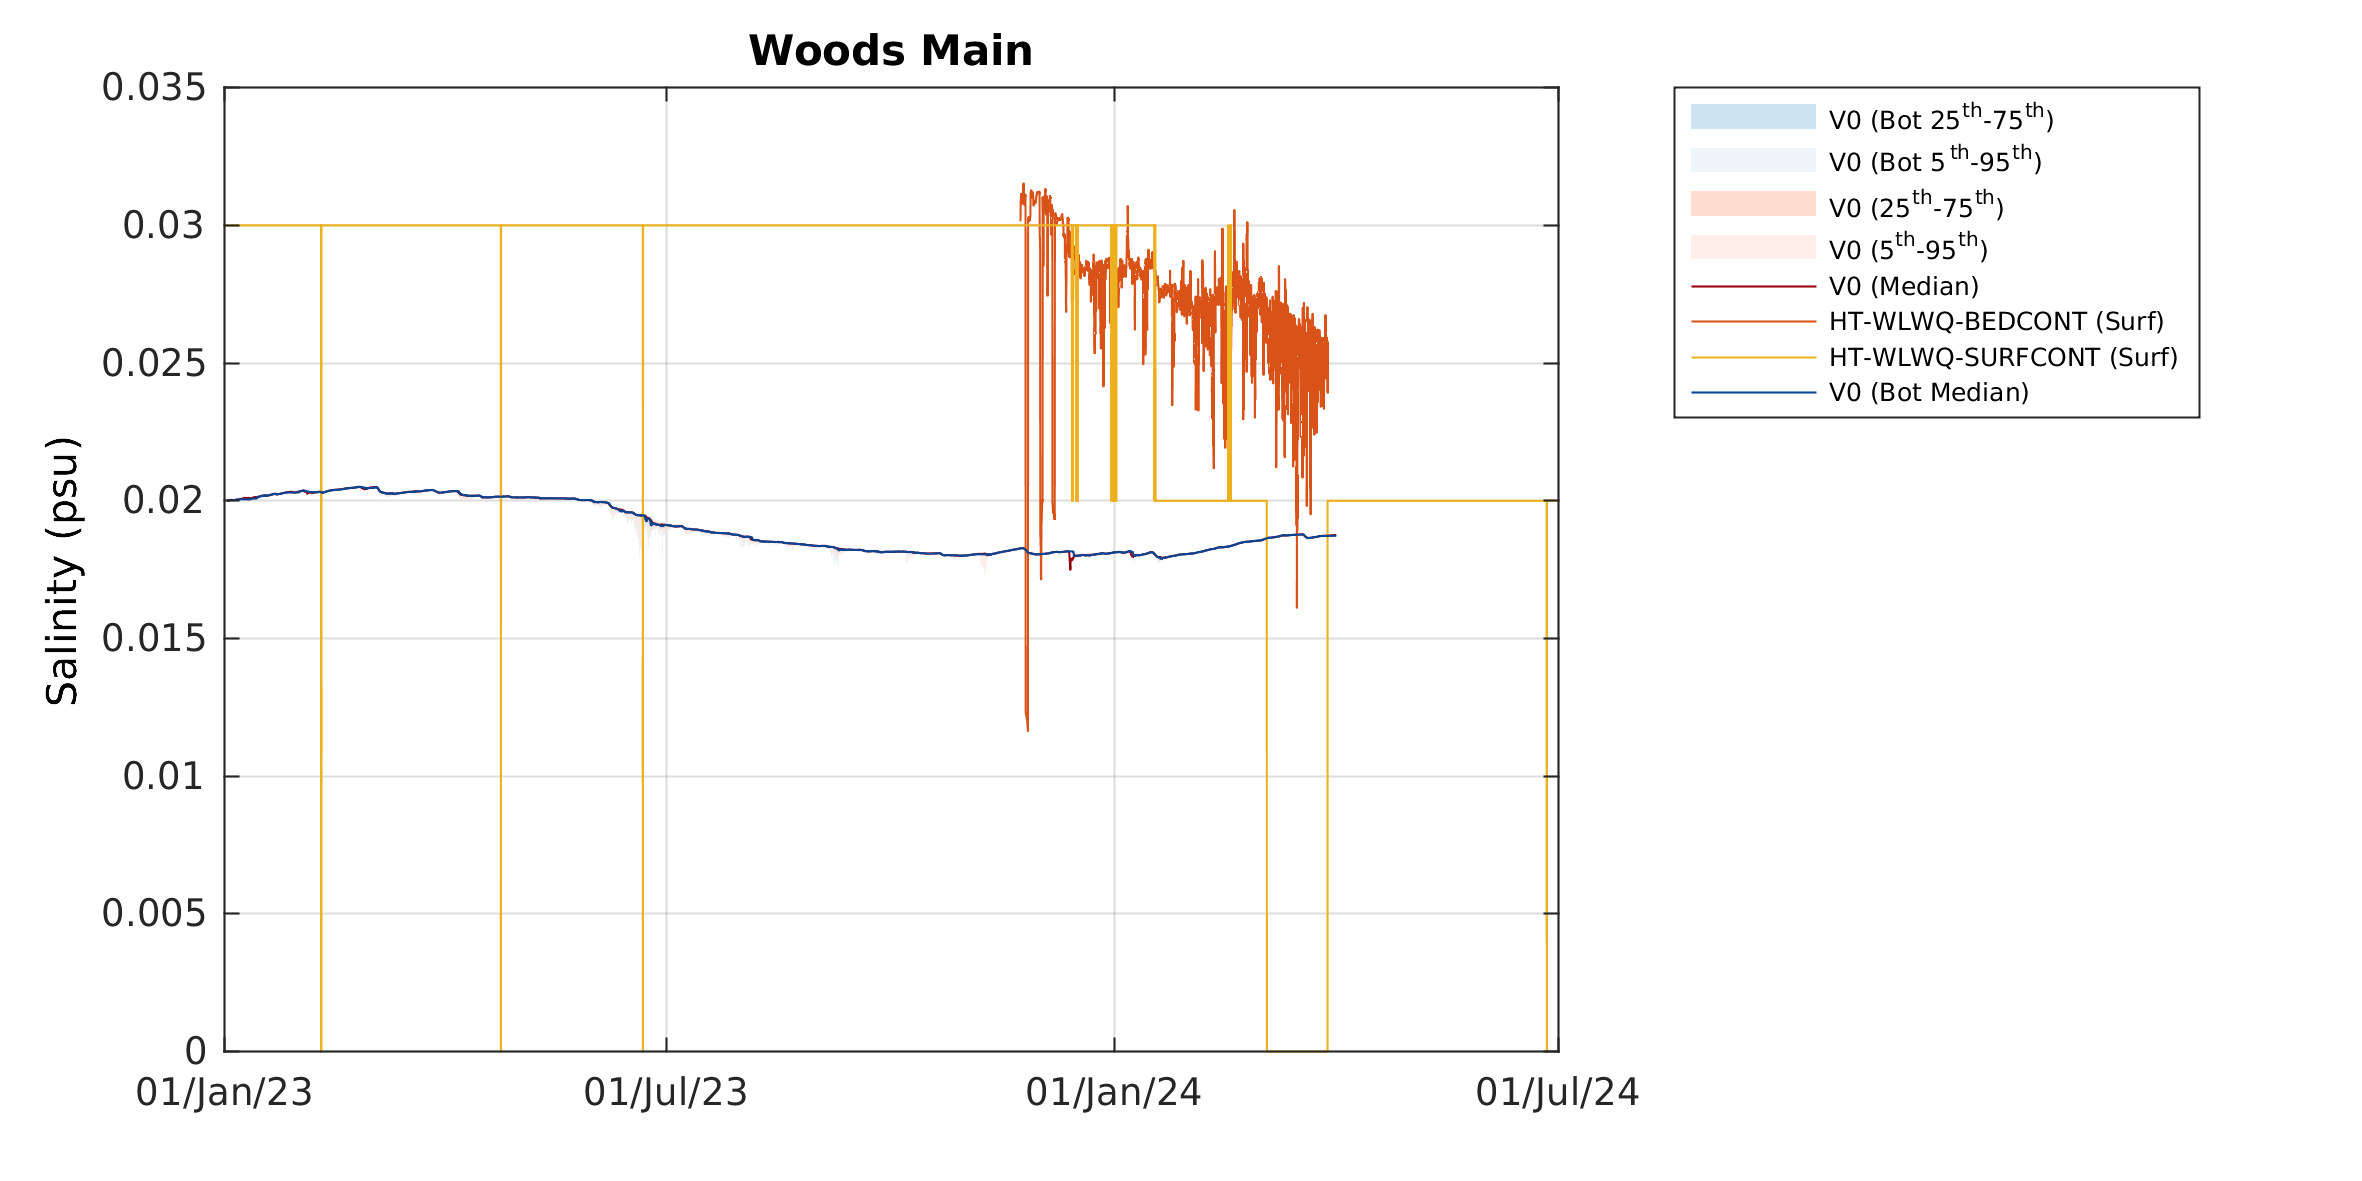 Woods Main
0.035
0.03
0.025
0.02
0.015
0.01
0.005
0
Salinity (psu)
01/Jan/23
01/Jul/23
01/Jan/24
01/Jul/24
V0 (Bot 25th-75th)
V0 (Bot 5th-95th)
V0 (25th-75th)
V0 (5th-95th)
V0 (Median)
HT-WLWQ-BEDCONT (Surf)
HT-WLWQ-SURFCONT (Surf)
V0 (Bot Median)